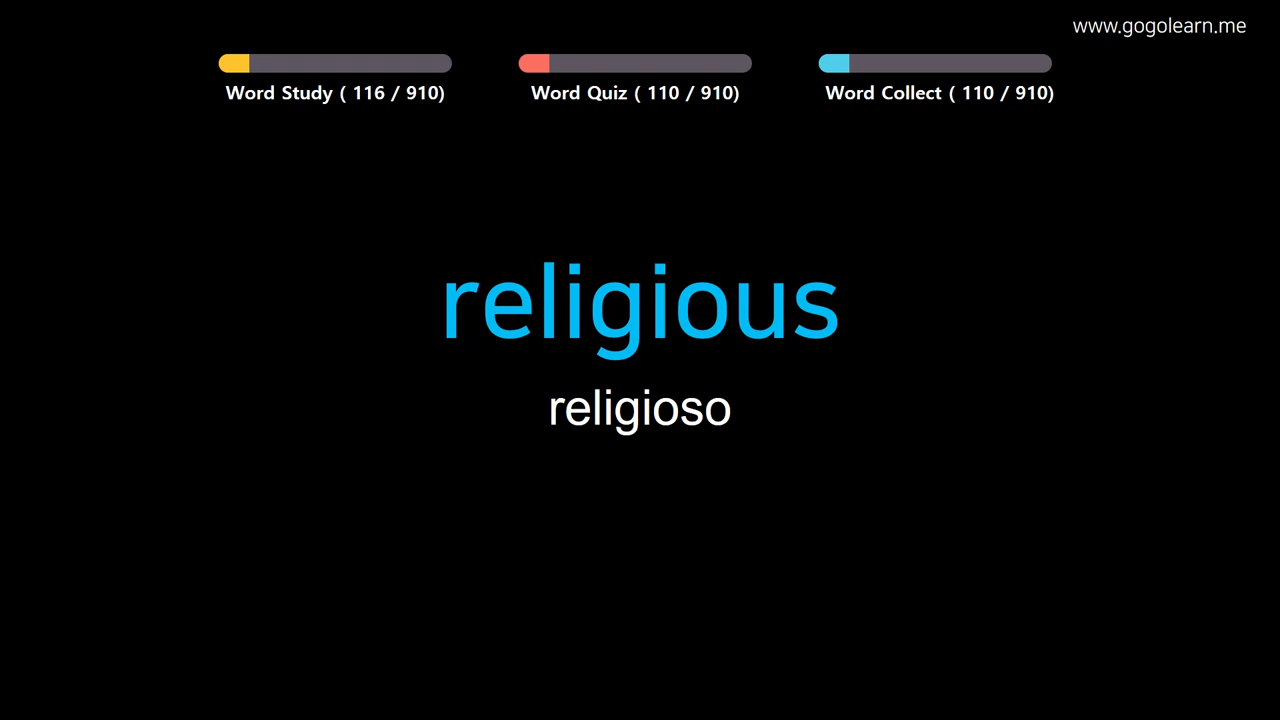 www.gogolearn.me
Word Study ( 116 / 910)
Word Quiz ( 110 / 910)
Word Collect ( 110 / 910)
religious
religioso